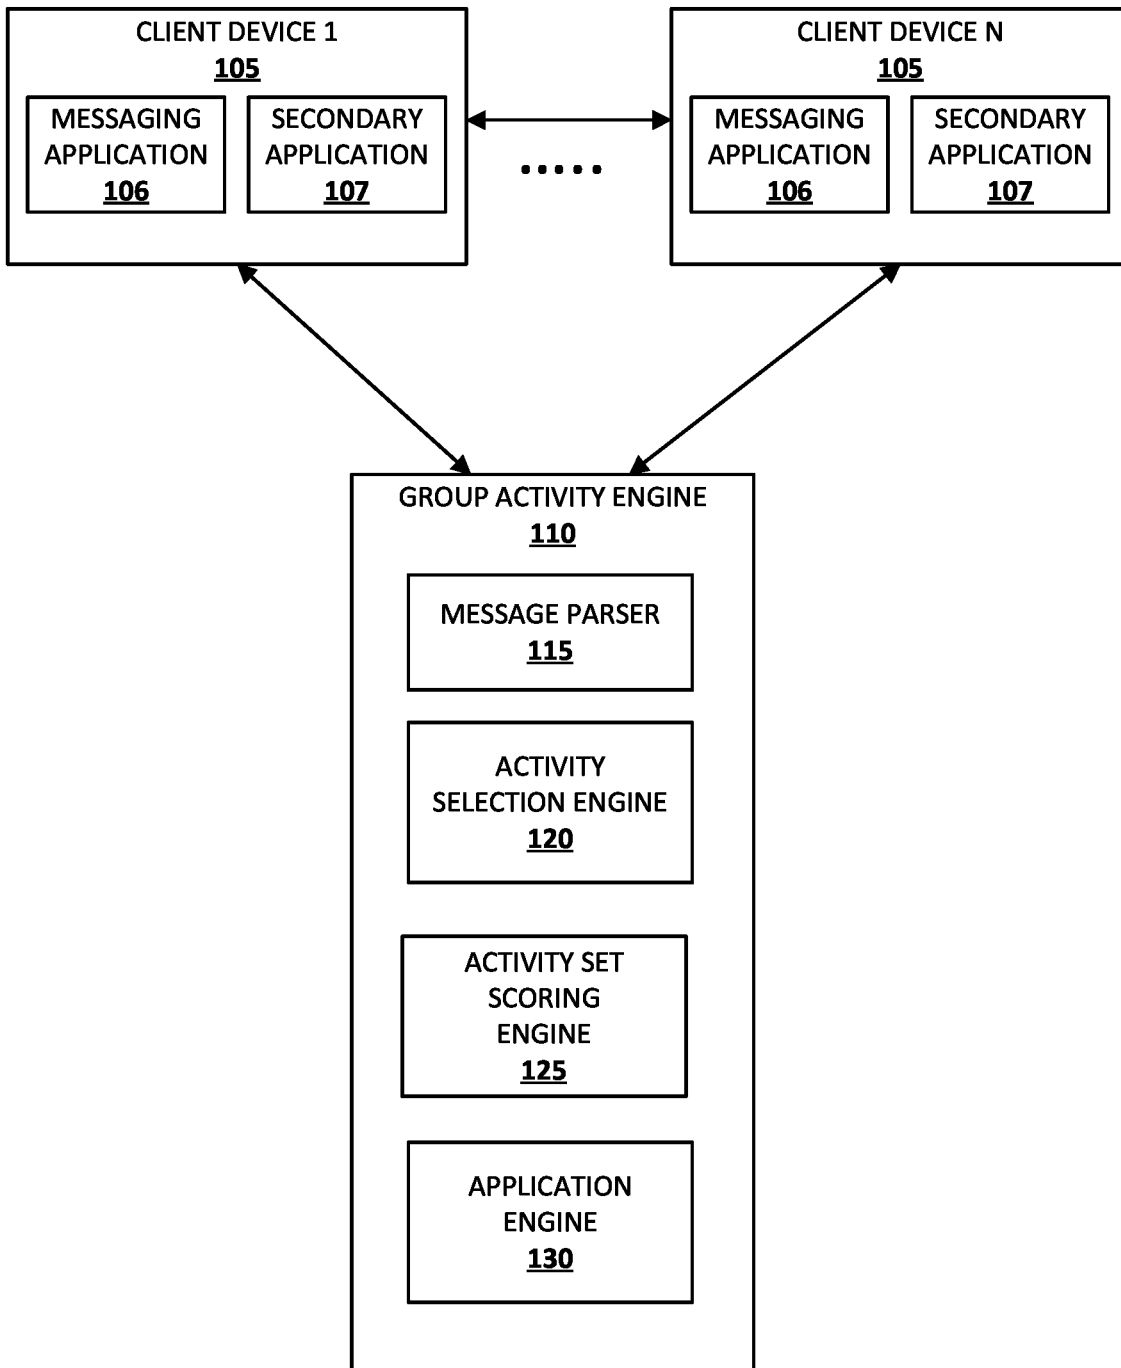 CLIENT DEVICE 1
105
MESSAGING
APPLICATION
106
SECONDARY
APPLICATION
107
.....
CLIENT DEVICE N
105
MESSAGING
APPLICATION
106
SECONDARY
APPLICATION
107
GROUP ACTIVITY ENGINE
110
MESSAGE PARSER
115
ACTIVITY
SELECTION ENGINE
120
ACTIVITY SET
SCORING
ENGINE
125
APPLICATION
ENGINE
130